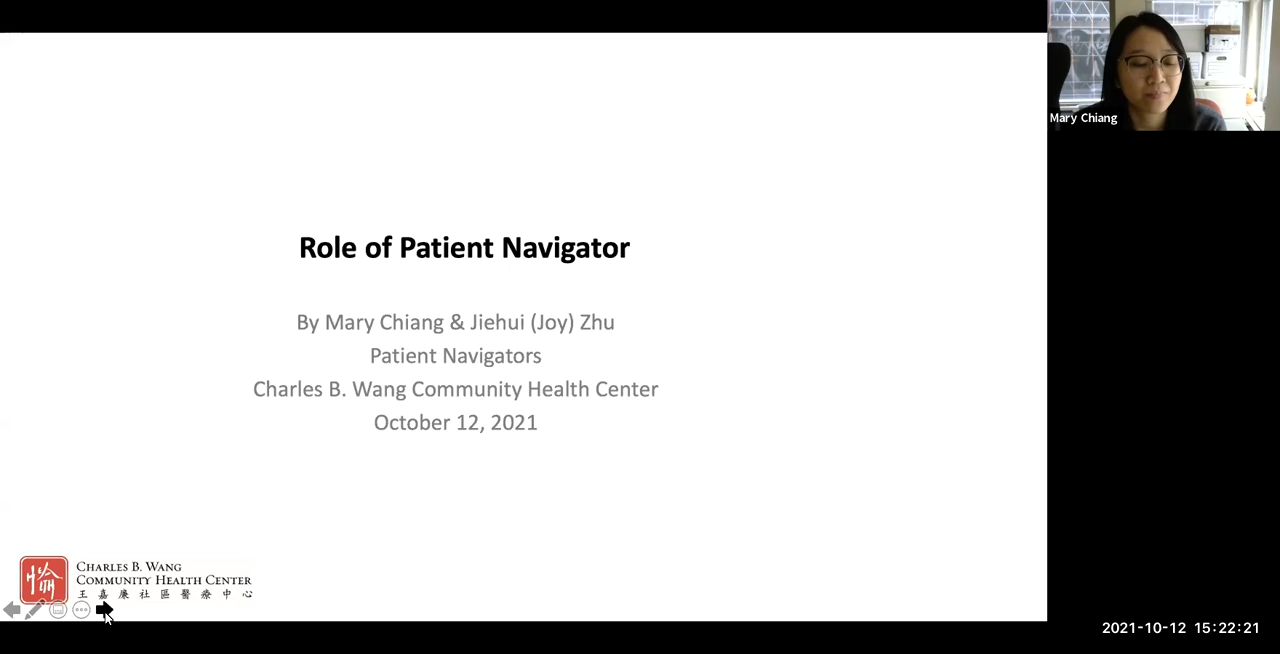 Role of Patient Navigator
By Mary Chiang & Jiehui (Joy) Zhu
Patient Navigators
Charles B. Wang Community Health Center
October 12, 2021
CHARLES B. WANG
COMMUNITY HEALTH CENTER
王嘉廉社區醫療中心
Mary Chiang
2021-10-12 15:22:21